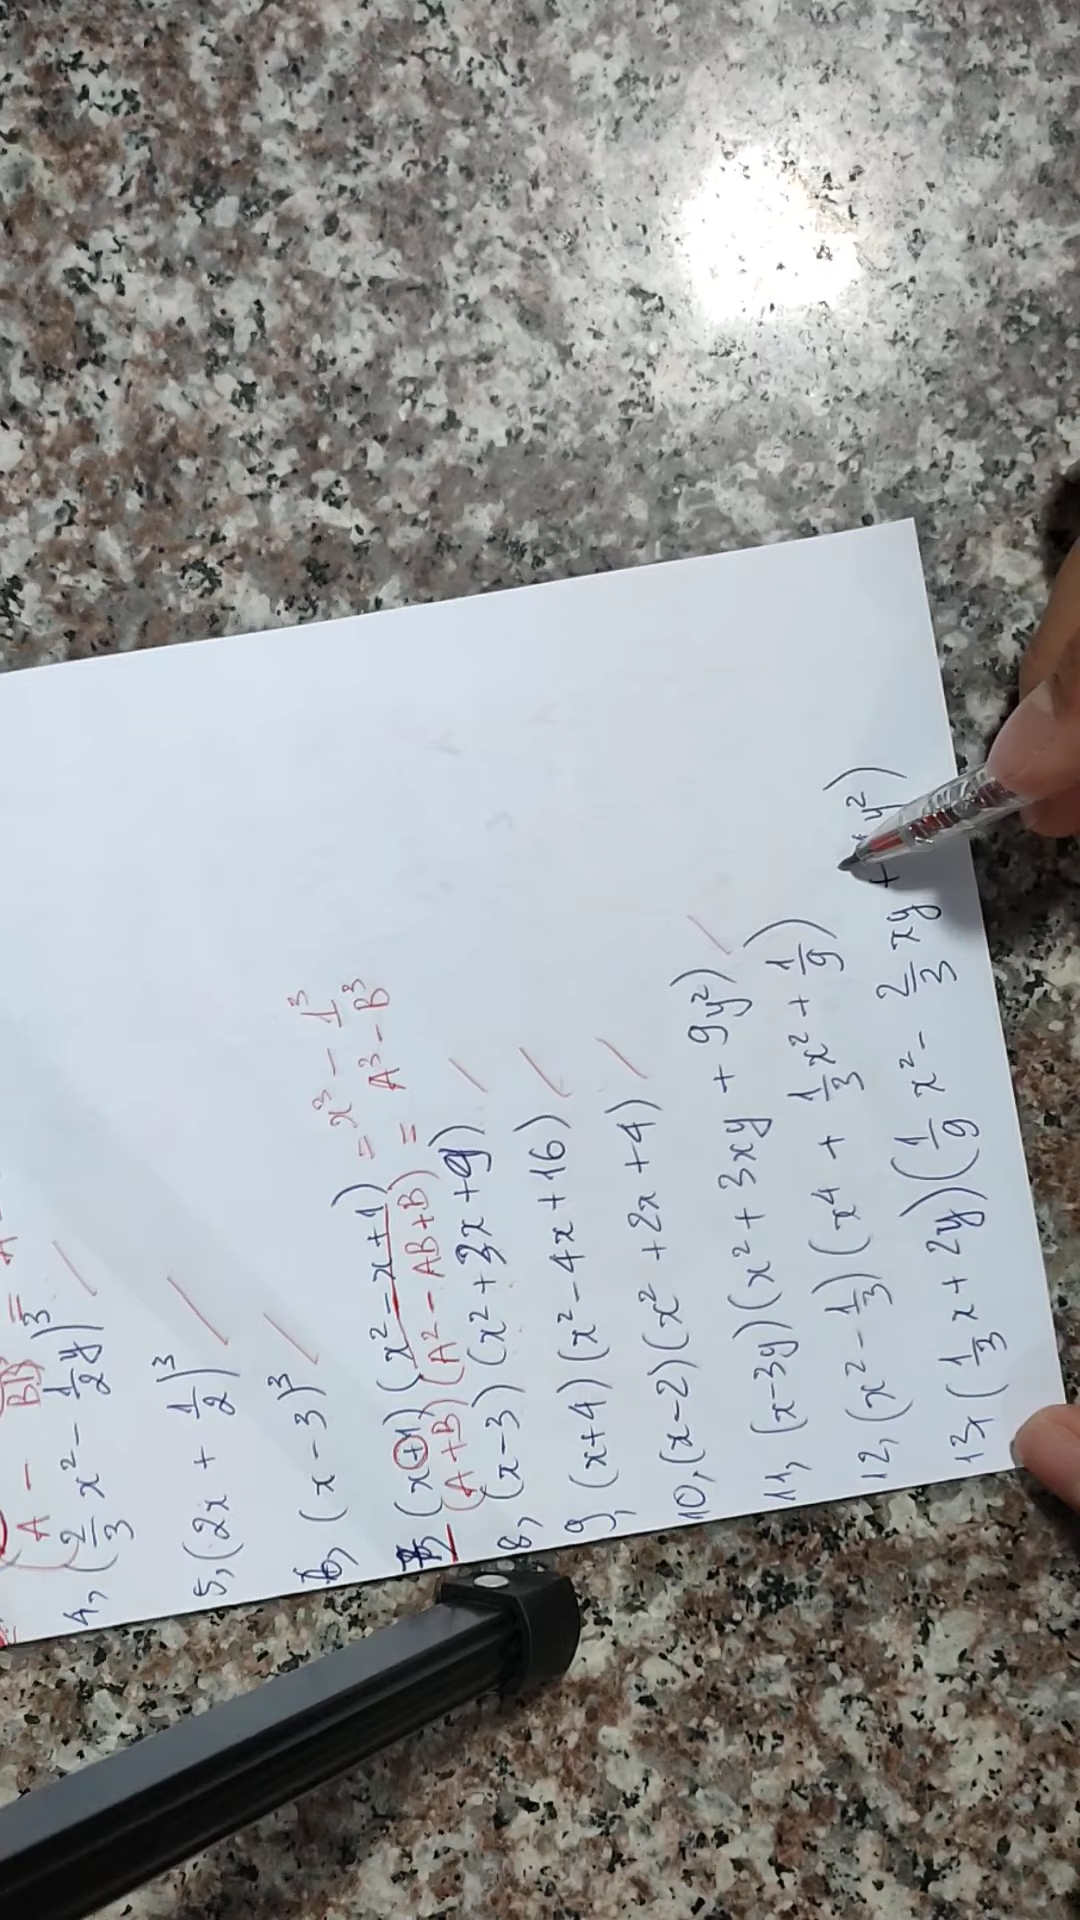 A - B)³ =
4, (2/3 x² - 1/2 y)³
5, (2x + 1/2)³
6, (x - 3)³
7, (x+1)(x² - x + 1) = x³ - 1³
(A+B)(A² - AB + B) = A³ - B³
8, (x-3)(x² + 3x + 9)
9, (x+4)(x² - 4x + 16)
10, (x-2)(x² + 2x + 4)
11, (x-3y)(x² + 3xy + 9y²)
12, (x² - 1/3)(x⁴ + 1/3 x² + 1/9)
13, (1/3 x + 2y)(1/9 x² - 2/3 xy + y²)